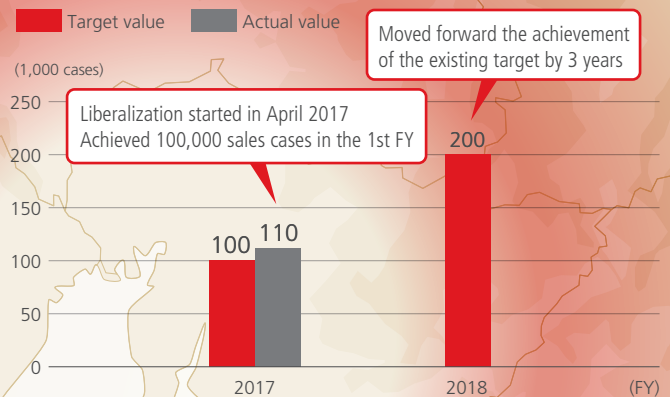 Target value
Actual value
Moved forward the achievement
of the existing target by 3 years
(1,000 cases)
Liberalization started in April 2017
Achieved 100,000 sales cases in the 1st FY
250
200
150
100
50
0
100
110
200
2017
2018
(FY)